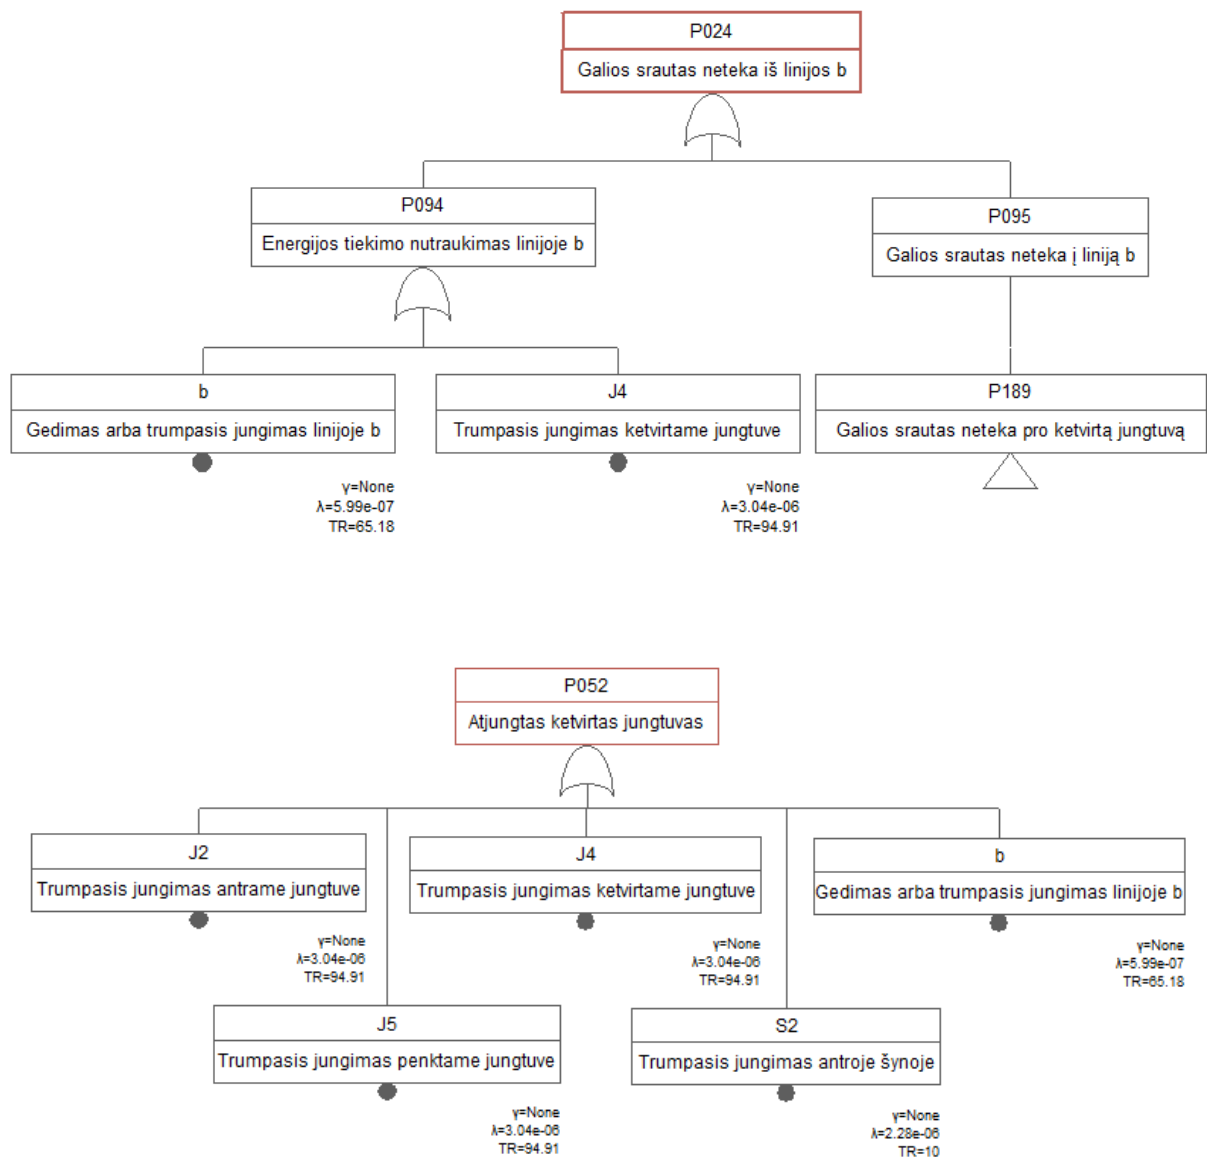 P024
Galios srautas neteka iš linijos b
P094
Energijos tiekimo nutraukimas linijoje b
P095
Galios srautas neteka į liniją b
b
Gedimas arba trumpasis jungimas linijoje b
γ=None
λ=5.99e-07
TR=65.18
J4
Trumpasis jungimas ketvirtame jungtuve
γ=None
λ=3.04e-06
TR=94.91
P189
Galios srautas neteka pro ketvirtą jungtuvą
P052
Atjungtas ketvirtas jungtuvas
J2
Trumpasis jungimas antrame jungtuve
γ=None
λ=3.04e-06
TR=94.91
J4
Trumpasis jungimas ketvirtame jungtuve
γ=None
λ=3.04e-06
TR=94.91
b
Gedimas arba trumpasis jungimas linijoje b
γ=None
λ=5.99e-07
TR=65.18
J5
Trumpasis jungimas penktame jungtuve
γ=None
λ=3.04e-06
TR=94.91
S2
Trumpasis jungimas antroje šynoje
γ=None
λ=2.28e-06
TR=10